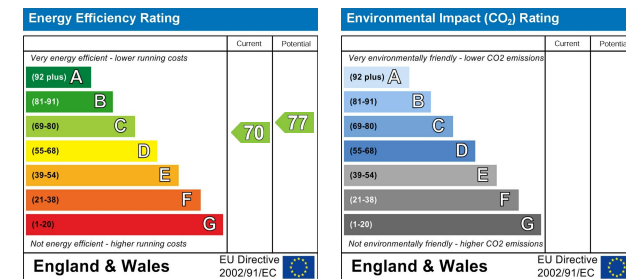 Energy Efficiency Rating
Current Potential
Very energy efficient - lower running costs
(92 plus) A
(81-91) B
(69-80) C
70 77
(55-68) D
(39-54) E
(21-38) F
(1-20) G
Not energy efficient - higher running costs
England & Wales
EU Directive
2002/91/EC
Environmental Impact (CO₂) Rating
Current Potential
Very environmentally friendly - lower CO2 emissions
(92 plus) A
(81-91) B
(69-80) C
(55-68) D
(39-54) E
(21-38) F
(1-20) G
Not environmentally friendly - higher CO2 emissions
England & Wales
EU Directive
2002/91/EC